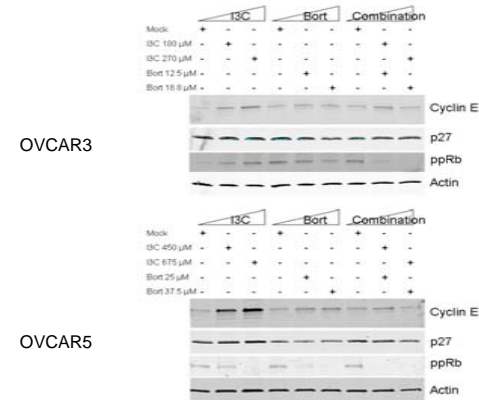 I3C Bort Combination
Mock + - - + - - + - -
I3C 180 µM - + - - - - - + -
I3C 270 µM - - + - - - - - +
Bort 12.5 µM - - - - + - - + -
Bort 18.8 µM - - - - - + - - +
Cyclin E
OVCAR3
p27
ppRb
Actin
I3C Bort Combination
Mock + - - + - - + - -
I3C 450 µM - + - - - - - + -
I3C 675 µM - - + - - - - - +
Bort 25 µM - - - - + - - + -
Bort 37.5 µM - - - - - + - - +
Cyclin E
OVCAR5
p27
ppRb
Actin